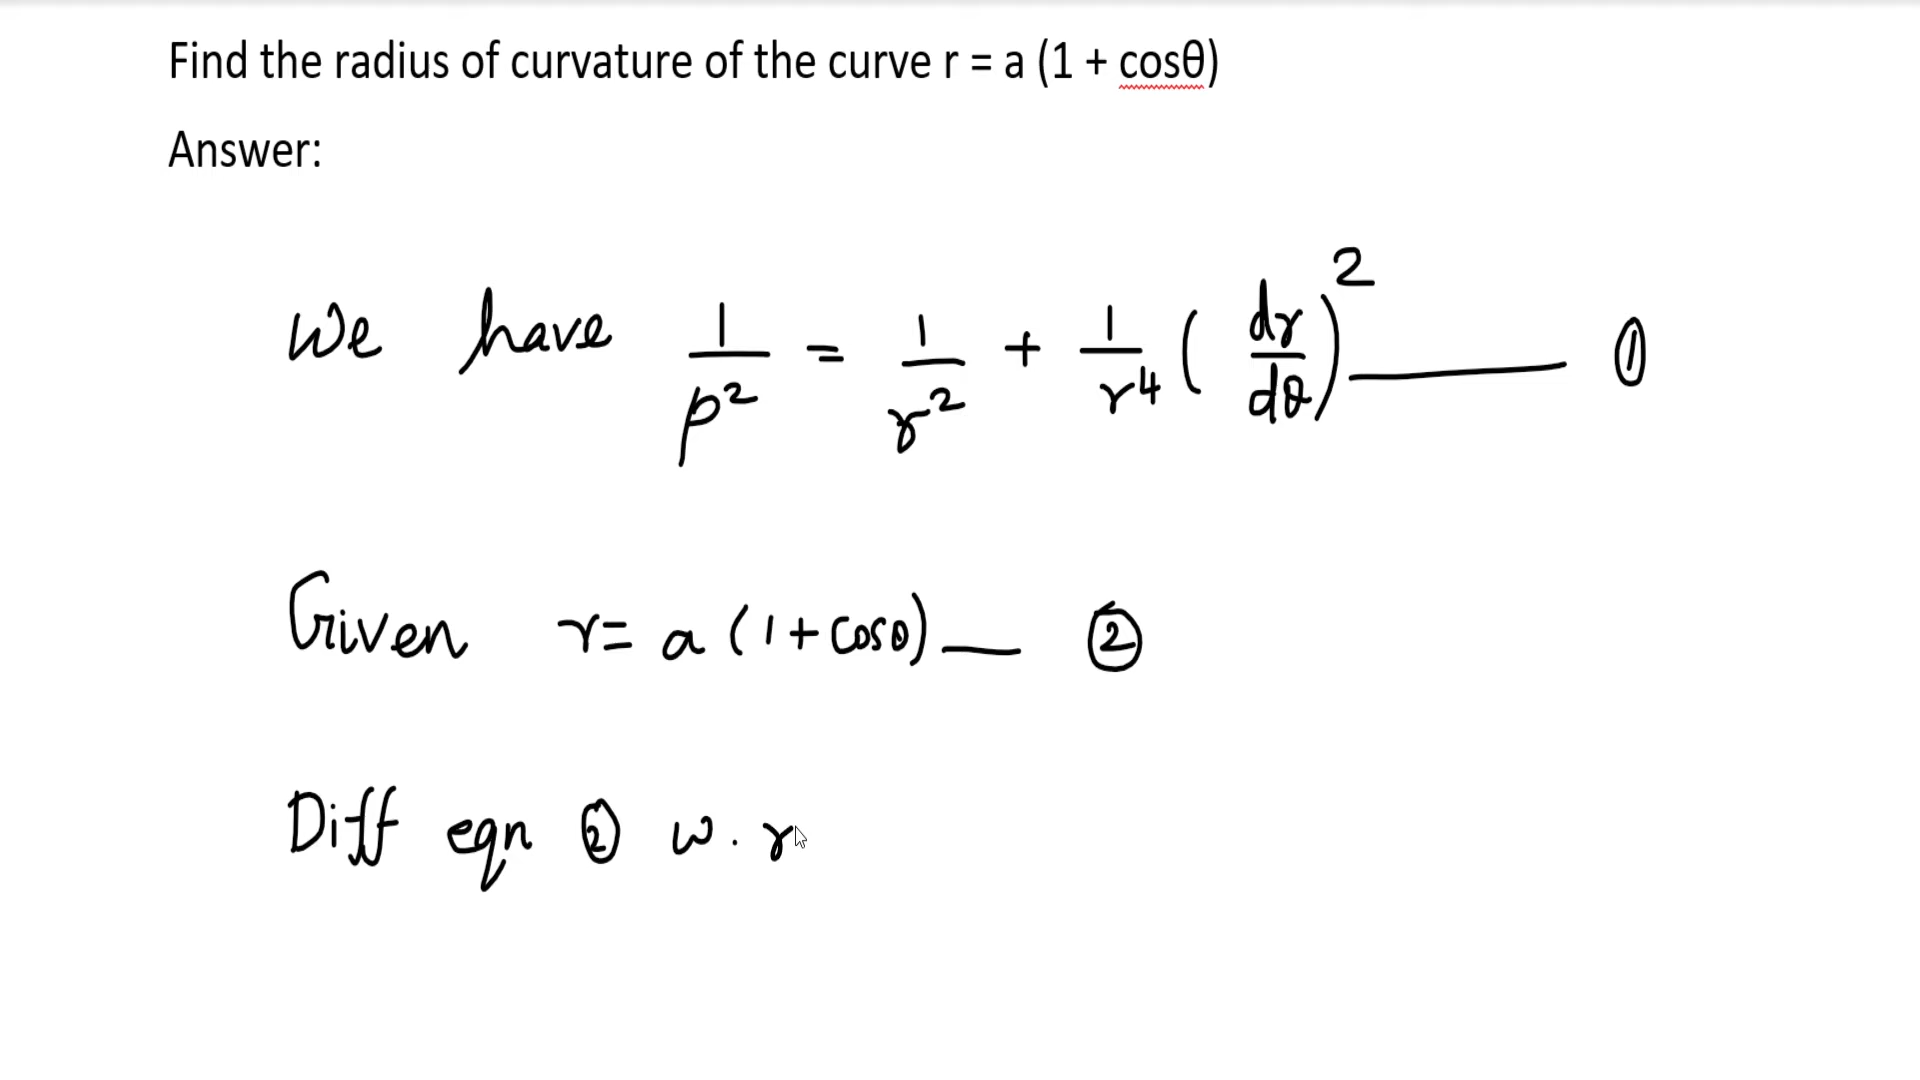 Find the radius of curvature of the curve r = a (1 + cosθ)
Answer:
We have 1/p² = 1/r² + 1/r⁴ (dr/dθ)² —— ①
Given r = a (1 + cosθ) — ②
Diff eqn ② w. r